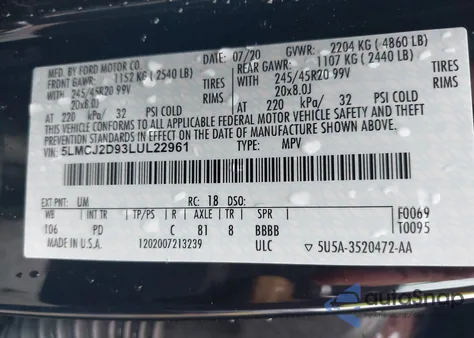 MFD. BY FORD MOTOR CO.
DATE: 07/20 GVWR: 2204 KG (4860 LB)
FRONT GAWR: 1152 KG (2540 LB) REAR GAWR: 1107 KG (2440 LB)
WITH 245/45R20 99V TIRES WITH 245/45R20 99V TIRES
20x8.0J RIMS 20x8.0J RIMS
AT 220 kPa/ 32 PSI COLD AT 220 kPa/ 32 PSI COLD
THIS VEHICLE CONFORMS TO ALL APPLICABLE FEDERAL MOTOR VEHICLE SAFETY AND THEFT
PREVENTION STANDARDS IN EFFECT ON THE DATE OF MANUFACTURE SHOWN ABOVE.
VIN: 5LMCJ2D93LUL22961 TYPE: MPV
EXT PNT: UM RC: 18 DSO:
WB INT TR TP/PS R AXLE TR SPR F0069
106 PD C 81 8 BBBB T0095
MADE IN U.S.A. 1202007213239 ULC ▽ 5U5A-3520472-AA
autoSnap